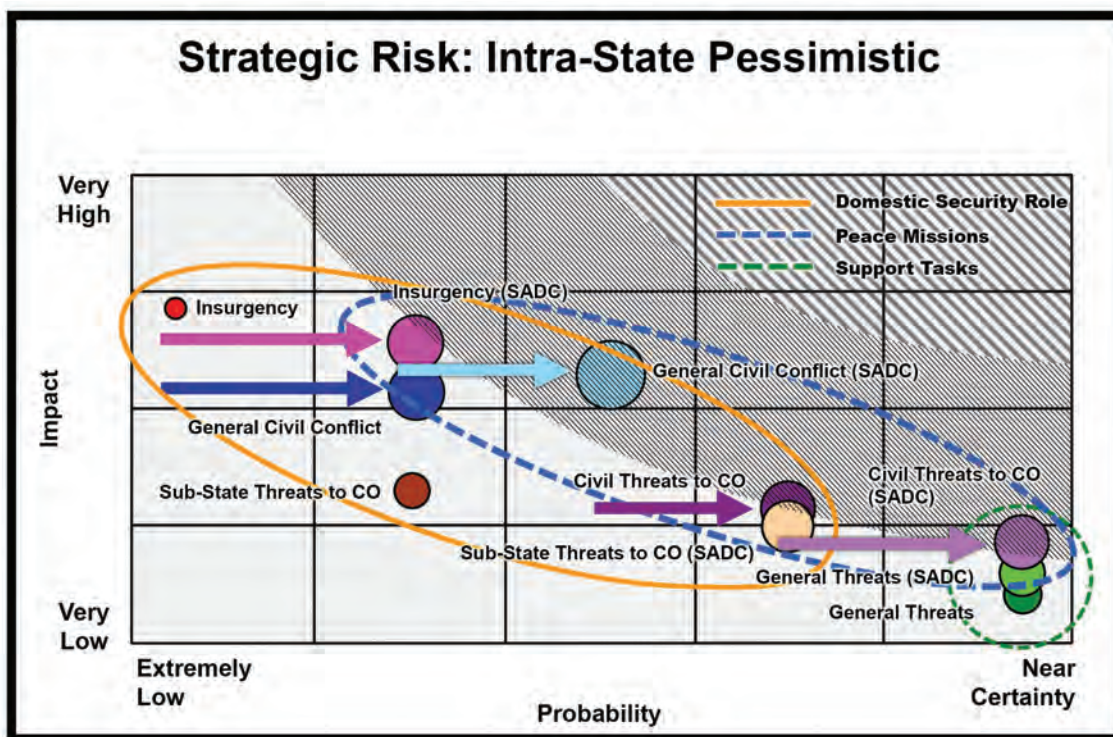 Strategic Risk: Intra-State Pessimistic
Very
High
Domestic Security Role
Peace Missions
Support Tasks
Insurgency (SADC)
Insurgency
General Civil Conflict (SADC)
Impact
General Civil Conflict
Civil Threats to CO
(SADC)
Civil Threats to CO
Sub-State Threats to CO
Sub-State Threats to CO (SADC)
General Threats (SADC)
General Threats
Very
Low
Extremely
Low
Near
Certainty
Probability